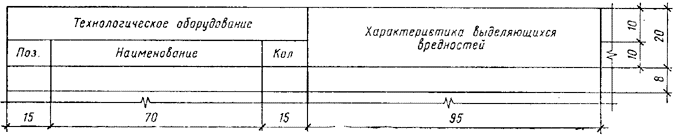 Технологическое оборудование
Характеристика выделяющихся
вредностей
Поз.
Наименование
Кол
10
10
20
8
15
70
15
95